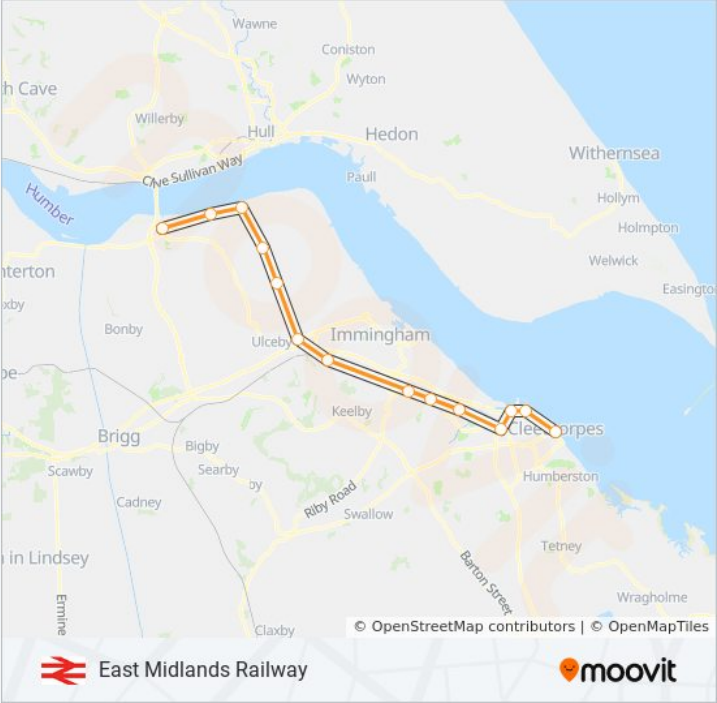 Wawne
Coniston
Wyton
h Cave
Willerby
Hull
Hedon
Withernsea
Clive Sullivan Way
Paull
Humber
Hollym
Holmpton
Welwick
nterton
Easingto
xby
Bonby
Immingham
Ulceby
pe
Keelby
Cleethorpes
Brigg
Bigby
Scawby
Searby
by
Humberston
Riby Road
Cadney
Swallow
n in Lindsey
Tetney
Barton Street
Ermine
Wragholme
Claxby
© OpenStreetMap contributors | © OpenMapTiles
East Midlands Railway
moovit